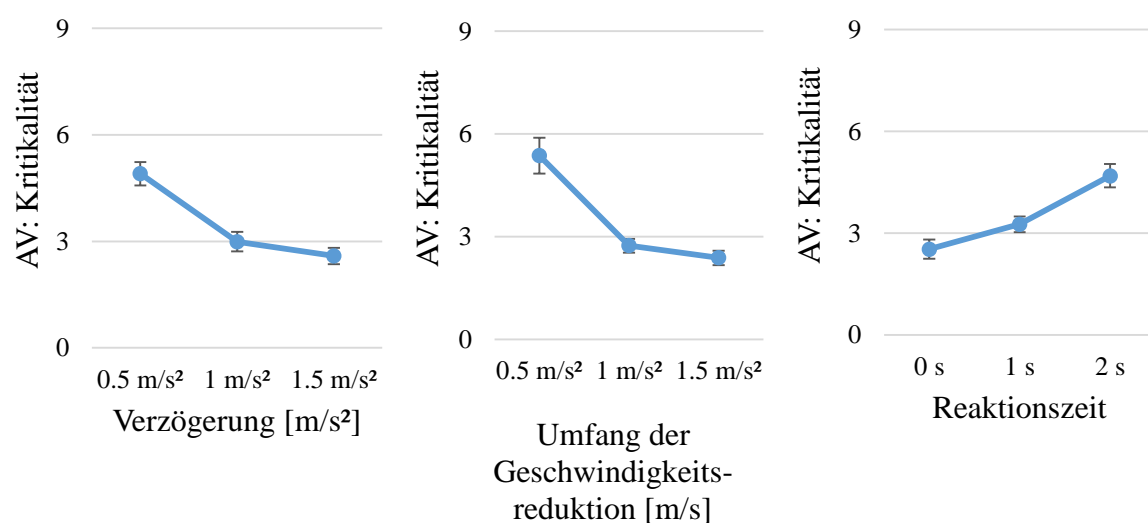 AV: Kritikalität
9
6
3
0
0.5 m/s² 1 m/s² 1.5 m/s²
Verzögerung [m/s²]
AV: Kritikalität
9
6
3
0
0.5 m/s² 1 m/s² 1.5 m/s²
Umfang der
Geschwindigkeits-
reduktion [m/s]
AV: Kritikalität
9
6
3
0
0 s 1 s 2 s
Reaktionszeit